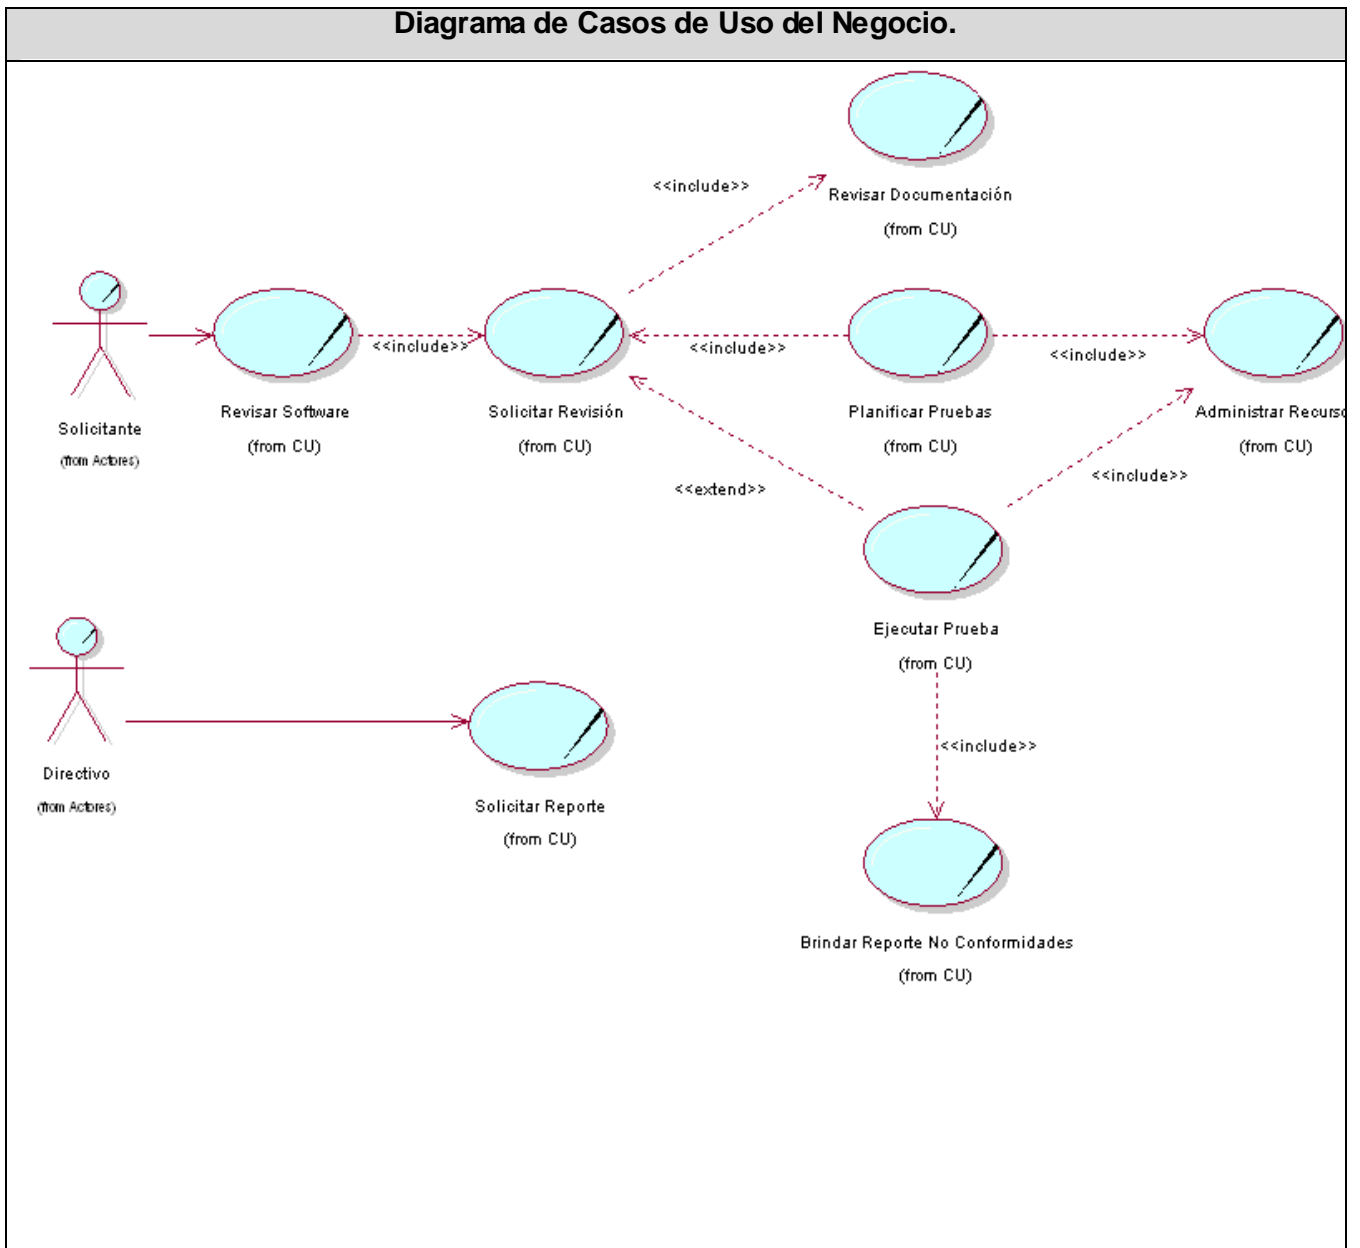 Diagrama de Casos de Uso del Negocio.
<<include>>
Revisar Documentación
(from CU)
<<include>>
<<include>>
<<include>>
Solicitante
(from Actores)
Revisar Software
(from CU)
Solicitar Revisión
(from CU)
Planificar Pruebas
(from CU)
Administrar Recurso
(from CU)
<<extend>>
<<include>>
Ejecutar Prueba
(from CU)
<<include>>
Directivo
(from Actores)
Solicitar Reporte
(from CU)
Brindar Reporte No Conformidades
(from CU)